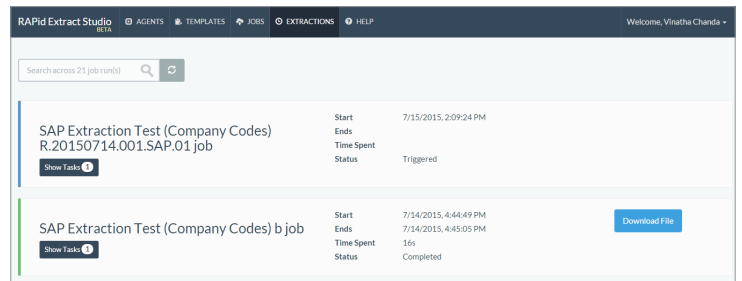 RAPid Extract Studio AGENTS TEMPLATES JOBS EXTRACTIONS HELP Welcome, Vinatha Chanda
BETA
Search across 21 job run(s)
SAP Extraction Test (Company Codes)
R.20150714.001.SAP.01 job
Show Tasks 1
Start 7/15/2015, 2:09:24 PM
Ends
Time Spent
Status Triggered
SAP Extraction Test (Company Codes) b job
Show Tasks 1
Start 7/14/2015, 4:44:49 PM
Ends 7/14/2015, 4:45:05 PM
Time Spent 16s
Status Completed
Download File